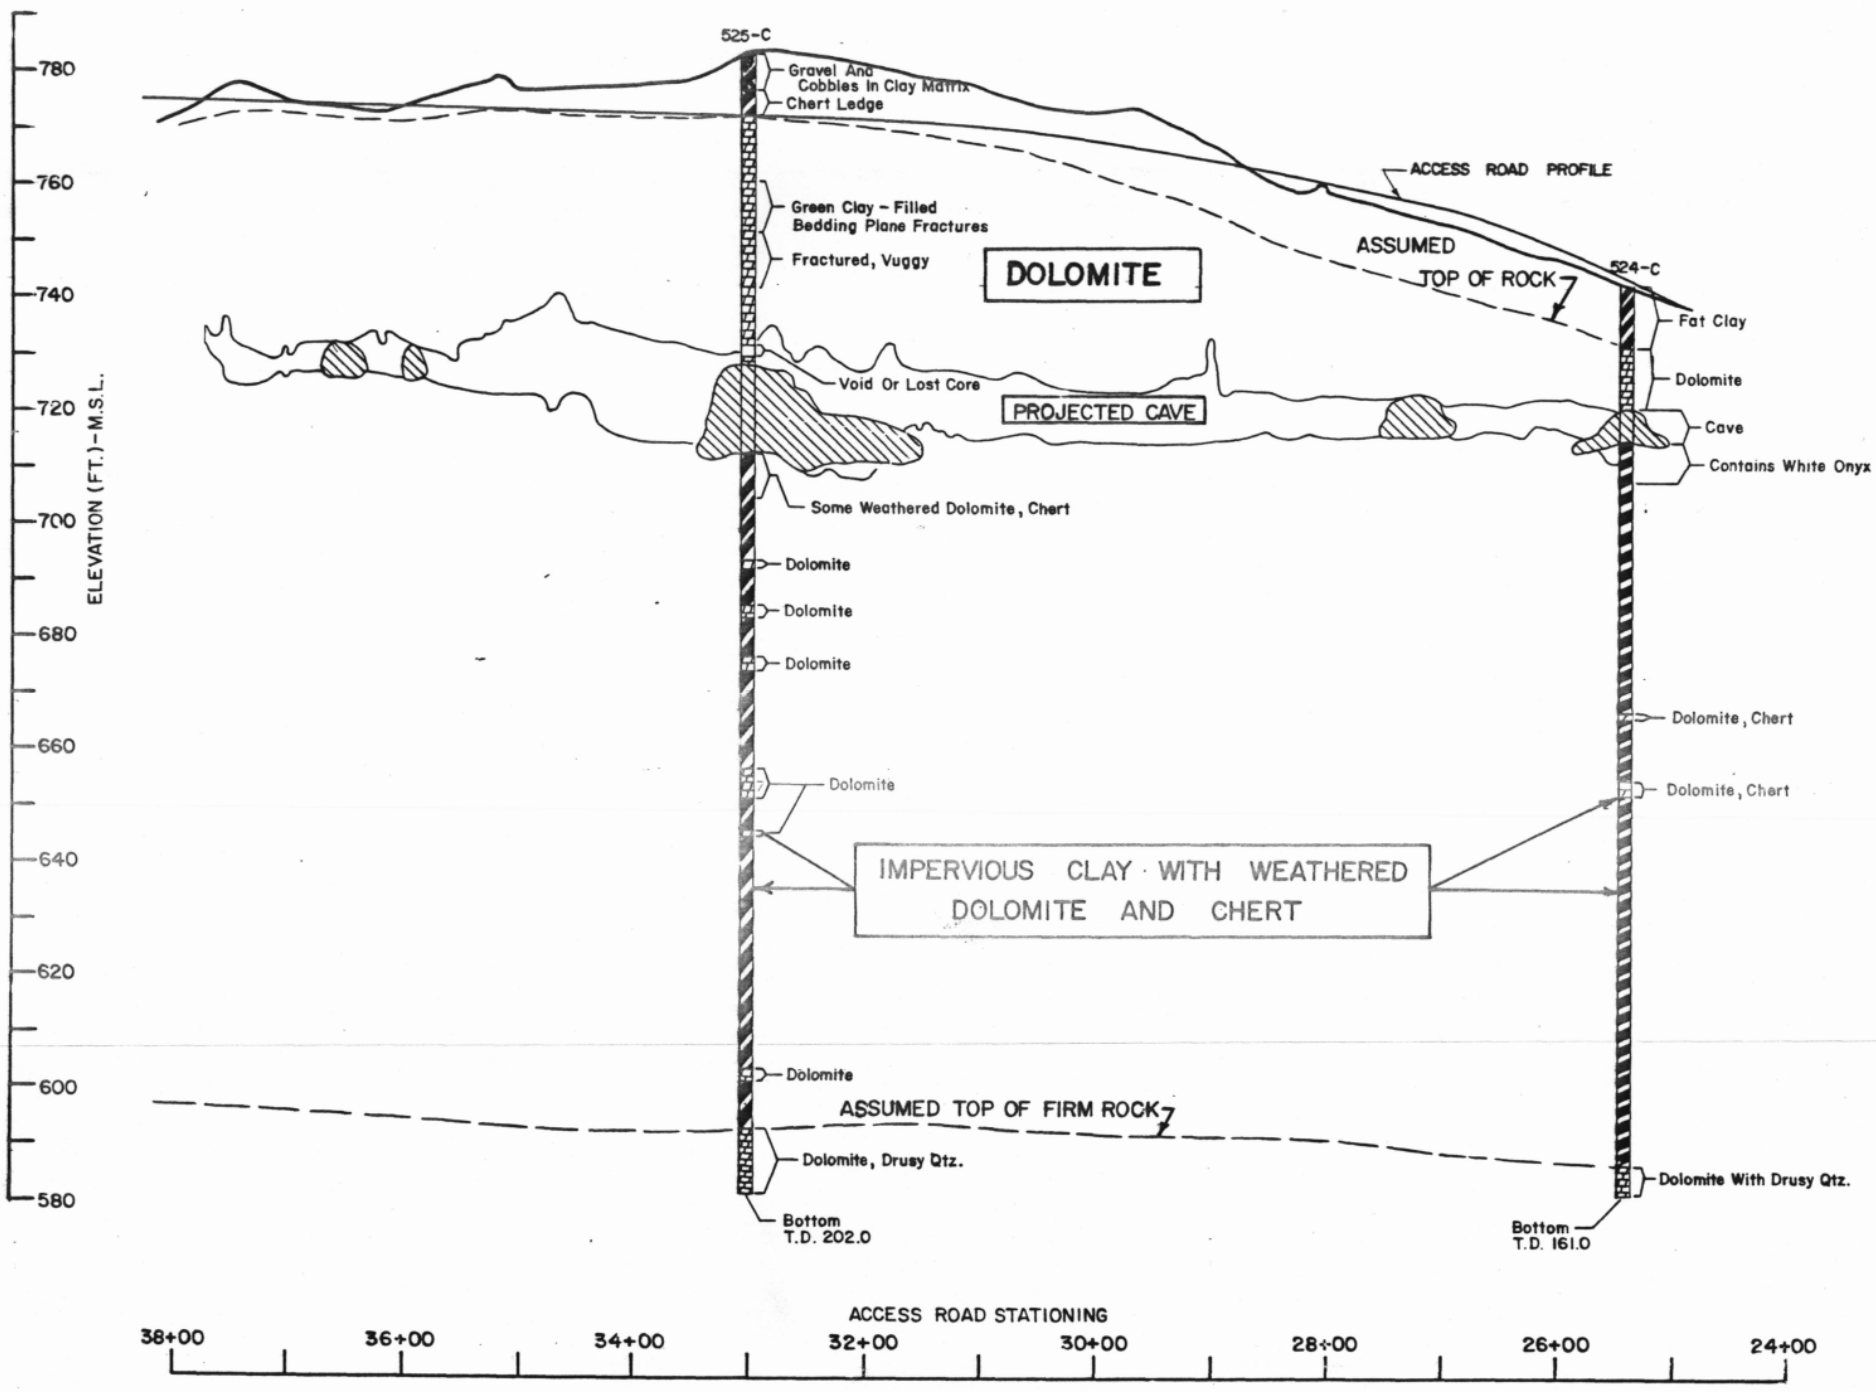 525-C
780
Gravel And
Cobbles In Clay Matrix
Chert Ledge
760
ACCESS ROAD PROFILE
Green Clay - Filled
Bedding Plane Fractures
Fractured, Vuggy
DOLOMITE
ASSUMED
TOP OF ROCK
524-C
740
Fat Clay
Void Or Lost Core
Dolomite
720
PROJECTED CAVE
Cave
Contains White Onyx
ELEVATION (FT.) - M.S.L.
Some Weathered Dolomite, Chert
700
Dolomite
Dolomite
680
Dolomite
Dolomite, Chert
660
Dolomite
Dolomite, Chert
640
IMPERVIOUS CLAY WITH WEATHERED
DOLOMITE AND CHERT
620
600
Dolomite
ASSUMED TOP OF FIRM ROCK
Dolomite, Drusy Qtz.
Dolomite With Drusy Qtz.
580
Bottom
T.D. 202.0
Bottom
T.D. 161.0
ACCESS ROAD STATIONING
38+00 36+00 34+00 32+00 30+00 28+00 26+00 24+00